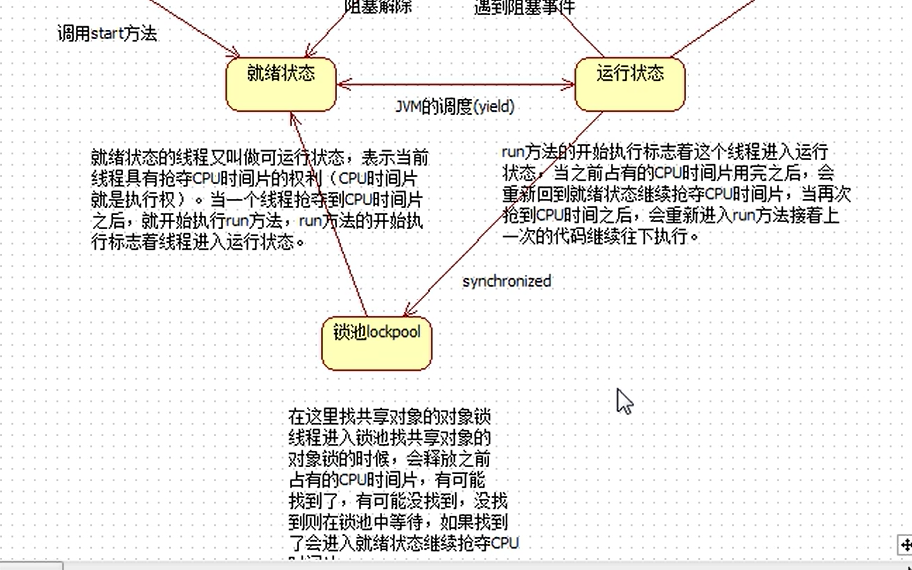 阻塞解除
遇到阻塞事件
调用start方法
就绪状态
运行状态
JVM的调度(yield)
就绪状态的线程又叫做可运行状态，表示当前
线程具有抢夺CPU时间片的权利（CPU时间片
就是执行权）。当一个线程抢夺到CPU时间片
之后，就开始执行run方法，run方法的开始执
行标志着线程进入运行状态。
run方法的开始执行标志着这个线程进入运行
状态，当之前占有的CPU时间片用完之后，会
重新回到就绪状态继续抢夺CPU时间片，当再次
抢到CPU时间之后，会重新进入run方法接着上
一次的代码继续往下执行。
synchronized
锁池lockpool
在这里找共享对象的对象锁
线程进入锁池找共享对象的
对象锁的时候，会释放之前
占有的CPU时间片，有可能
找到了，有可能没找到，没找
到则在锁池中等待，如果找到
了会进入就绪状态继续抢夺CPU